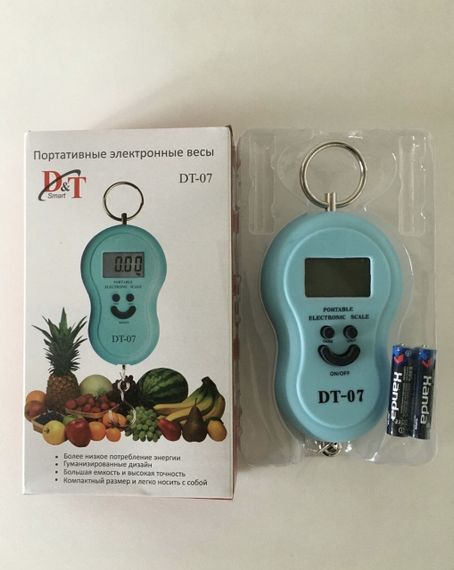 Портативные электронные весы
D&T
Smart
DT-07
0.00
PORTABLE
ELECTRONIC SCALE
DT-07
• Более низкое потребление энергии
• Гуманизированные дизайн
• Большая емкость и высокая точность
• Компактный размер и легко носить с собой
PORTABLE
ELECTRONIC SCALE
ON/OFF
DT-07
Handa
Handa